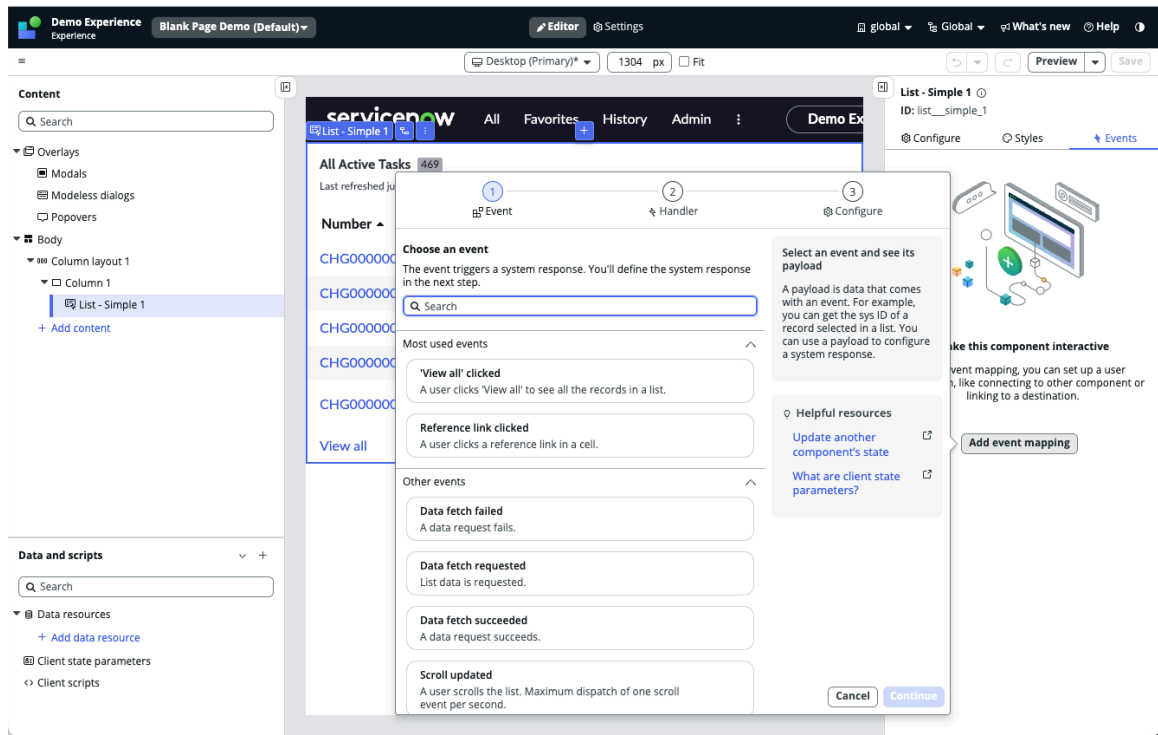 Demo Experience
Experience
Blank Page Demo (Default)
Editor
Settings
global
Global
What's new
Help
Desktop (Primary)*
1304 px
Fit
Preview
Save
Content
Search
Overlays
Modals
Modeless dialogs
Popovers
Body
Column layout 1
Column 1
List - Simple 1
+ Add content
Data and scripts
Search
Data resources
+ Add data resource
Client state parameters
Client scripts
servicenow
All
Favorites
History
Admin
Demo Ex
List - Simple 1
All Active Tasks 469
Last refreshed ju
Number
CHG000000
CHG000000
CHG000000
CHG000000
CHG000000
View all
1
Event
2
Handler
3
Configure
Choose an event
The event triggers a system response. You'll define the system response
in the next step.
Search
Most used events
'View all' clicked
A user clicks 'View all' to see all the records in a list.
Reference link clicked
A user clicks a reference link in a cell.
Other events
Data fetch failed
A data request fails.
Data fetch requested
List data is requested.
Data fetch succeeded
A data request succeeds.
Scroll updated
A user scrolls the list. Maximum dispatch of one scroll
event per second.
Select an event and see its
payload
A payload is data that comes
with an event. For example,
you can get the sys ID of a
record selected in a list. You
can use a payload to configure
a system response.
Helpful resources
Update another
component's state
What are client state
parameters?
Cancel
Continue
List - Simple 1
ID: list__simple_1
Configure
Styles
Events
ke this component interactive
vent mapping, you can set up a user
, like connecting to other component or
linking to a destination.
Add event mapping